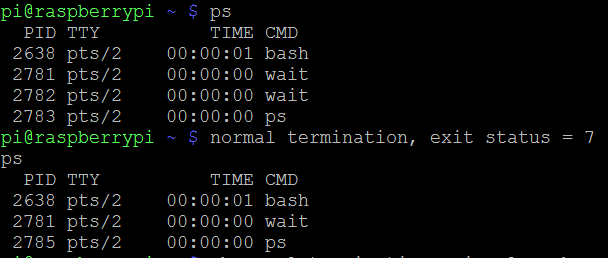 pi@raspberrypi ~ $ ps
  PID TTY          TIME CMD
 2638 pts/2    00:00:01 bash
 2781 pts/2    00:00:00 wait
 2782 pts/2    00:00:00 wait
 2783 pts/2    00:00:00 ps
pi@raspberrypi ~ $ normal termination, exit status = 7
ps
  PID TTY          TIME CMD
 2638 pts/2    00:00:01 bash
 2781 pts/2    00:00:00 wait
 2785 pts/2    00:00:00 ps